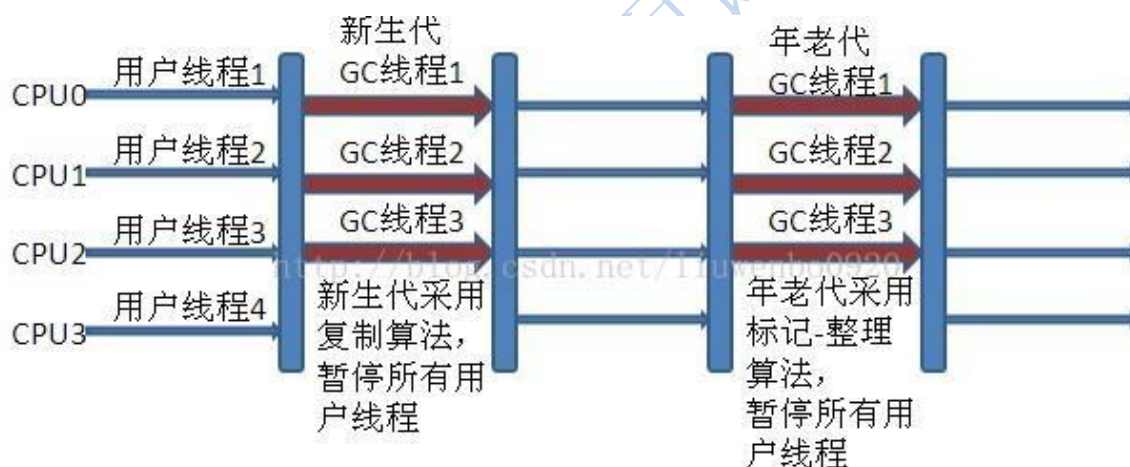 新生代
年老代
CPU0
用户线程1
GC线程1
GC线程1
CPU1
用户线程2
GC线程2
GC线程2
CPU2
用户线程3
GC线程3
GC线程3
http://blog.csdn.net/liuwenbo0920
CPU3
用户线程4
新生代采用
复制算法，
暂停所有用
户线程
年老代采用
标记-整理
算法，
暂停所有用
户线程